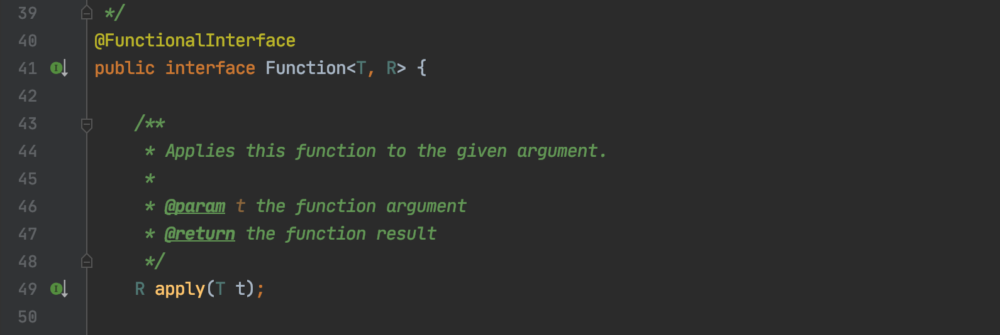 39 */
40 @FunctionalInterface
41 public interface Function<T, R> {
42
43 /**
44 * Applies this function to the given argument.
45 *
46 * @param t the function argument
47 * @return the function result
48 */
49 R apply(T t);
50